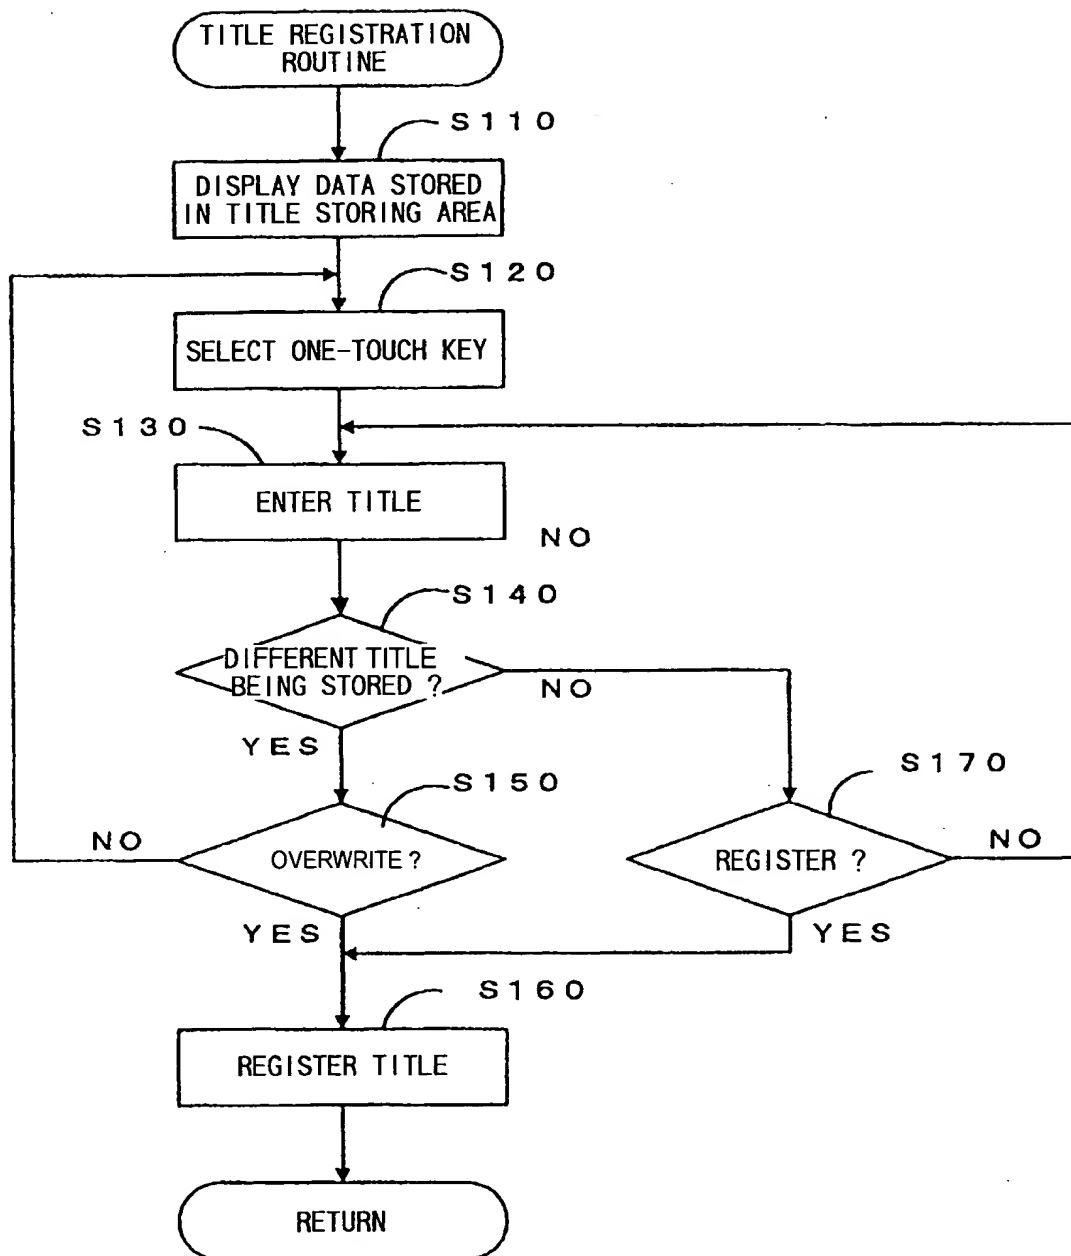 TITLE REGISTRATION
ROUTINE
S110
DISPLAY DATA STORED
IN TITLE STORING AREA
S120
SELECT ONE-TOUCH KEY
S130
ENTER TITLE
NO
S140
DIFFERENT TITLE
BEING STORED ?
NO
YES
S150
S170
NO
OVERWRITE ?
REGISTER ?
NO
YES
YES
S160
REGISTER TITLE
RETURN